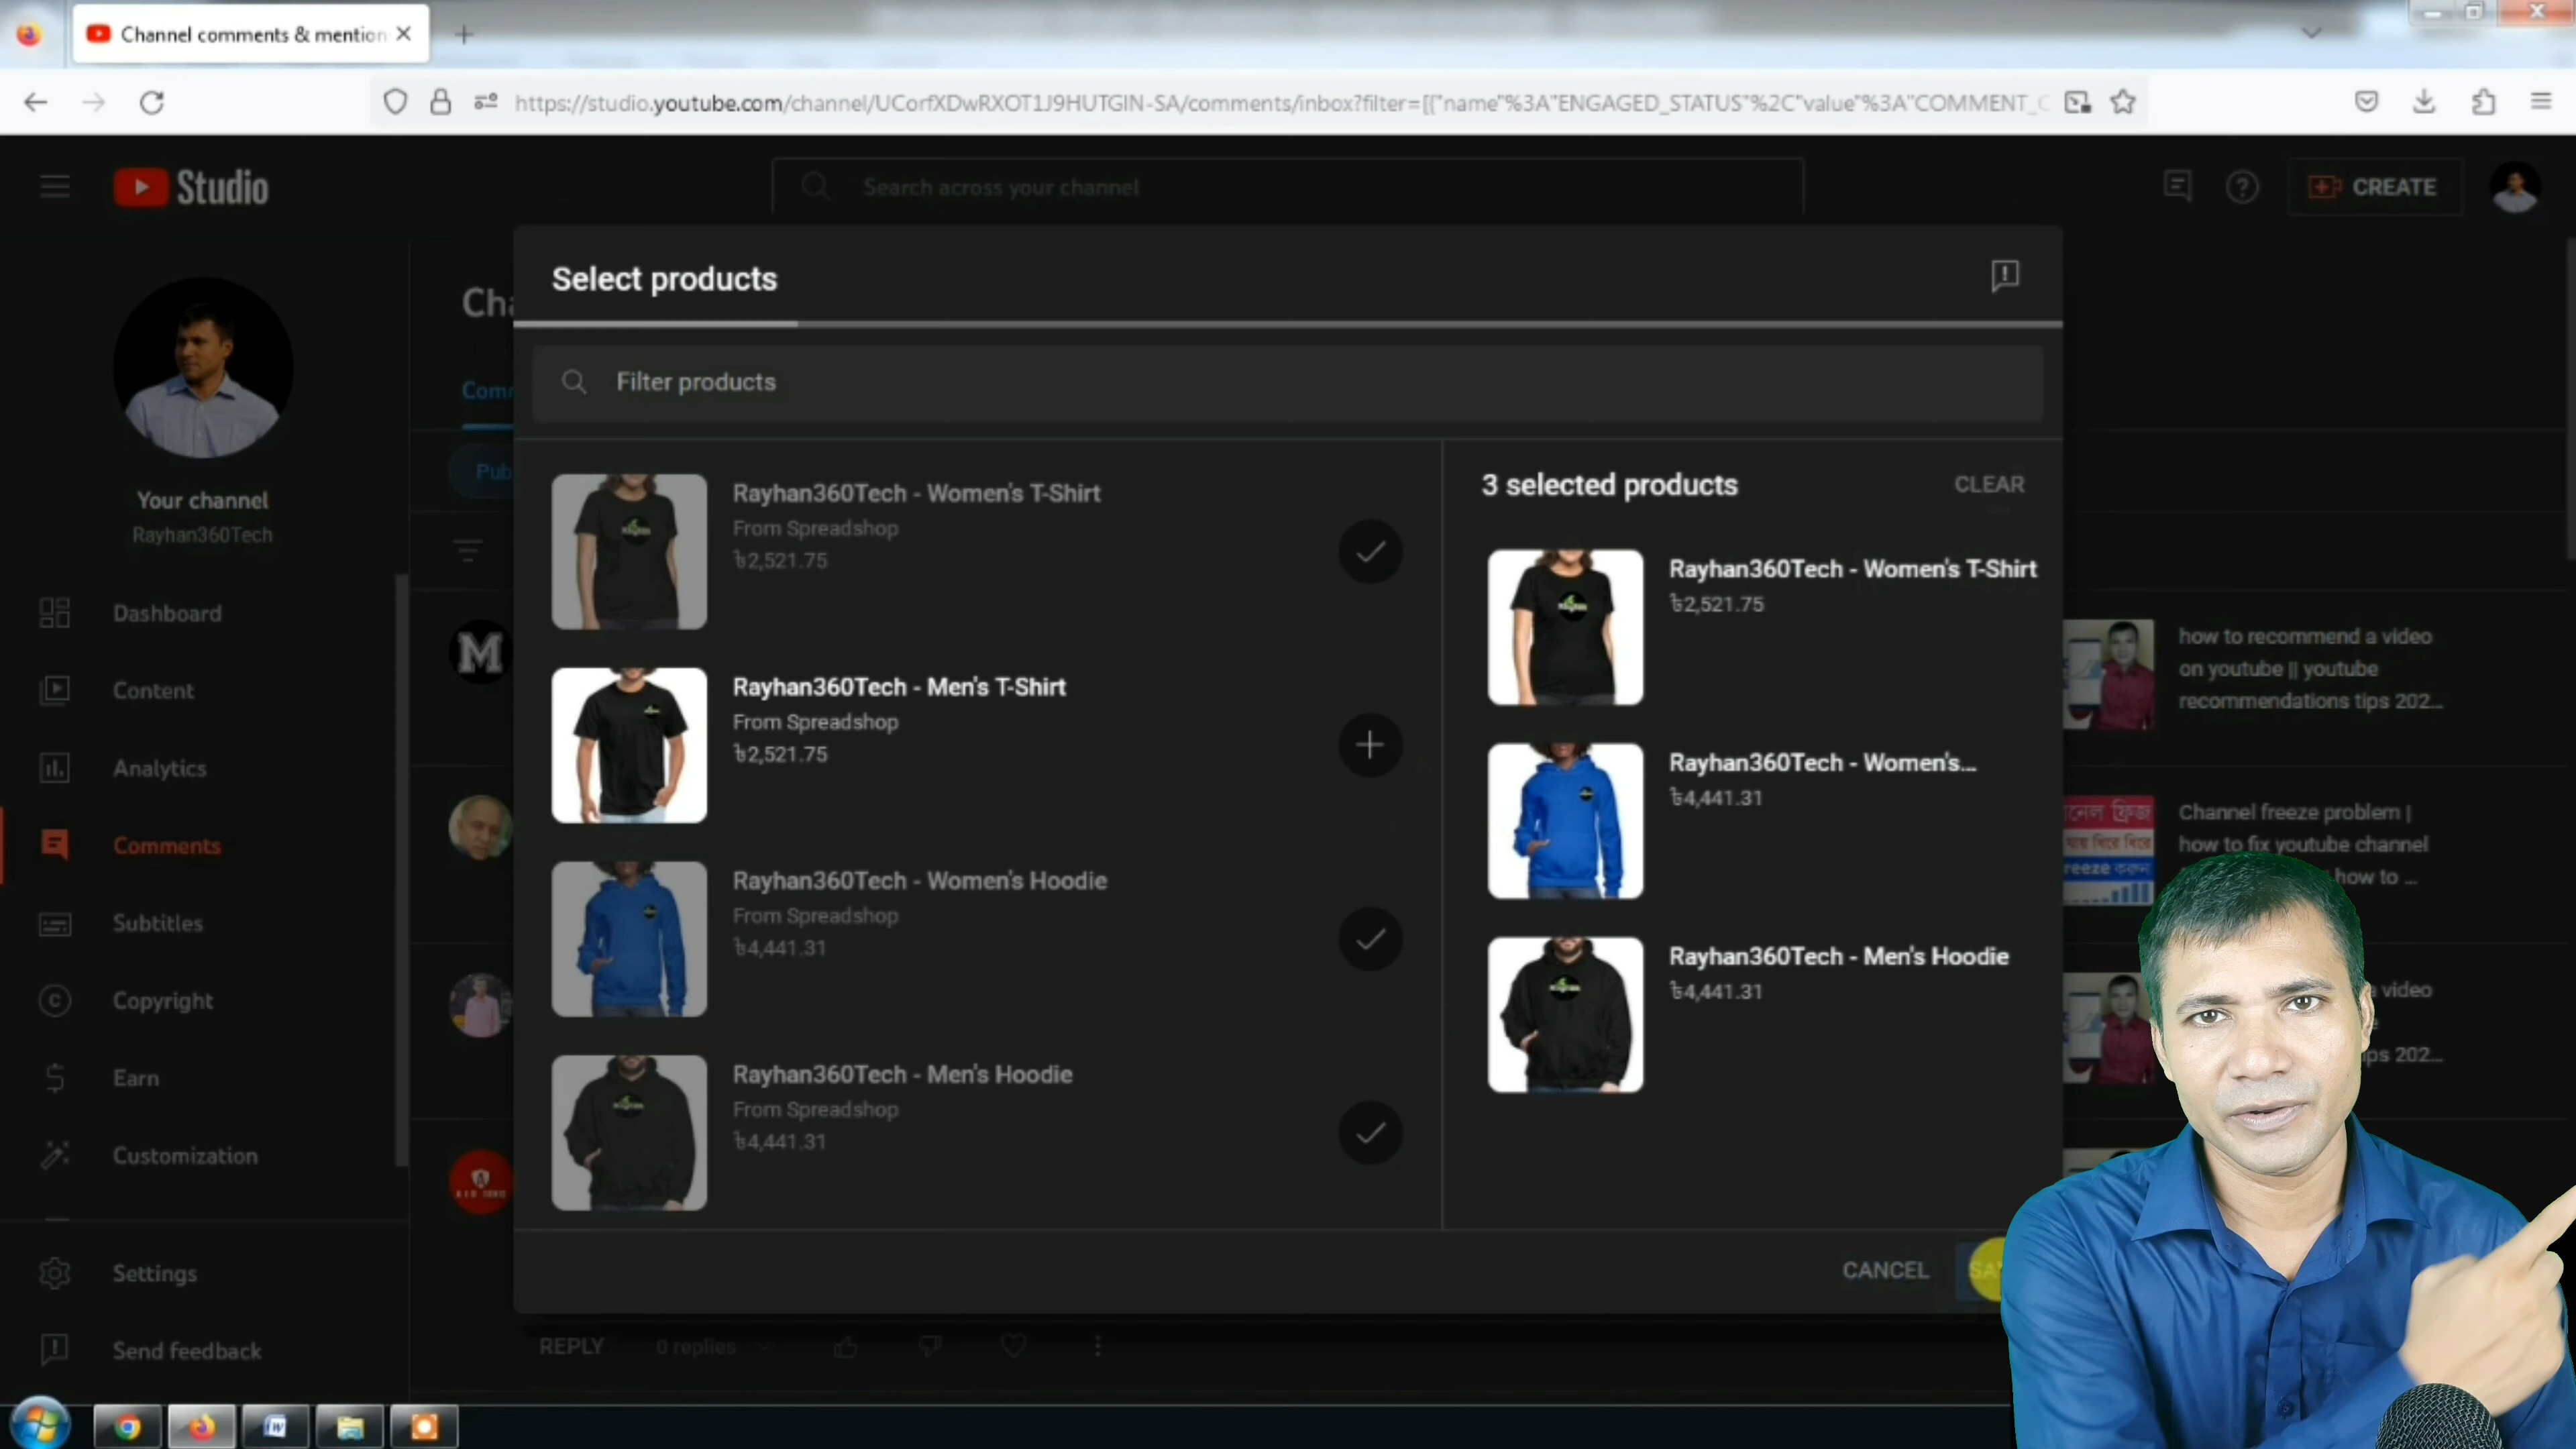 Channel comments & mention
https://studio.youtube.com/channel/UCorfXDwRXOT1J9HUTGIN-SA/comments/inbox?filter=[{"name"%3A"ENGAGED_STATUS"%2C"value"%3A"COMMENT_C
Studio
Search across your channel
CREATE
Your channel
Rayhan360Tech
Dashboard
Content
Analytics
Comments
Subtitles
Copyright
Earn
Customization
Settings
Send feedback
Select products
Filter products
Rayhan360Tech - Women's T-Shirt
From Spreadshop
৳2,521.75
Rayhan360Tech - Men's T-Shirt
From Spreadshop
৳2,521.75
Rayhan360Tech - Women's Hoodie
From Spreadshop
৳4,441.31
Rayhan360Tech - Men's Hoodie
From Spreadshop
৳4,441.31
3 selected products
CLEAR
Rayhan360Tech - Women's T-Shirt
৳2,521.75
Rayhan360Tech - Women's...
৳4,441.31
Rayhan360Tech - Men's Hoodie
৳4,441.31
CANCEL
REPLY
0 replies
how to recommend a video
on youtube || youtube
recommendations tips 202...
Channel freeze problem |
how to fix youtube channel
how to ...
video
ps 202...
M